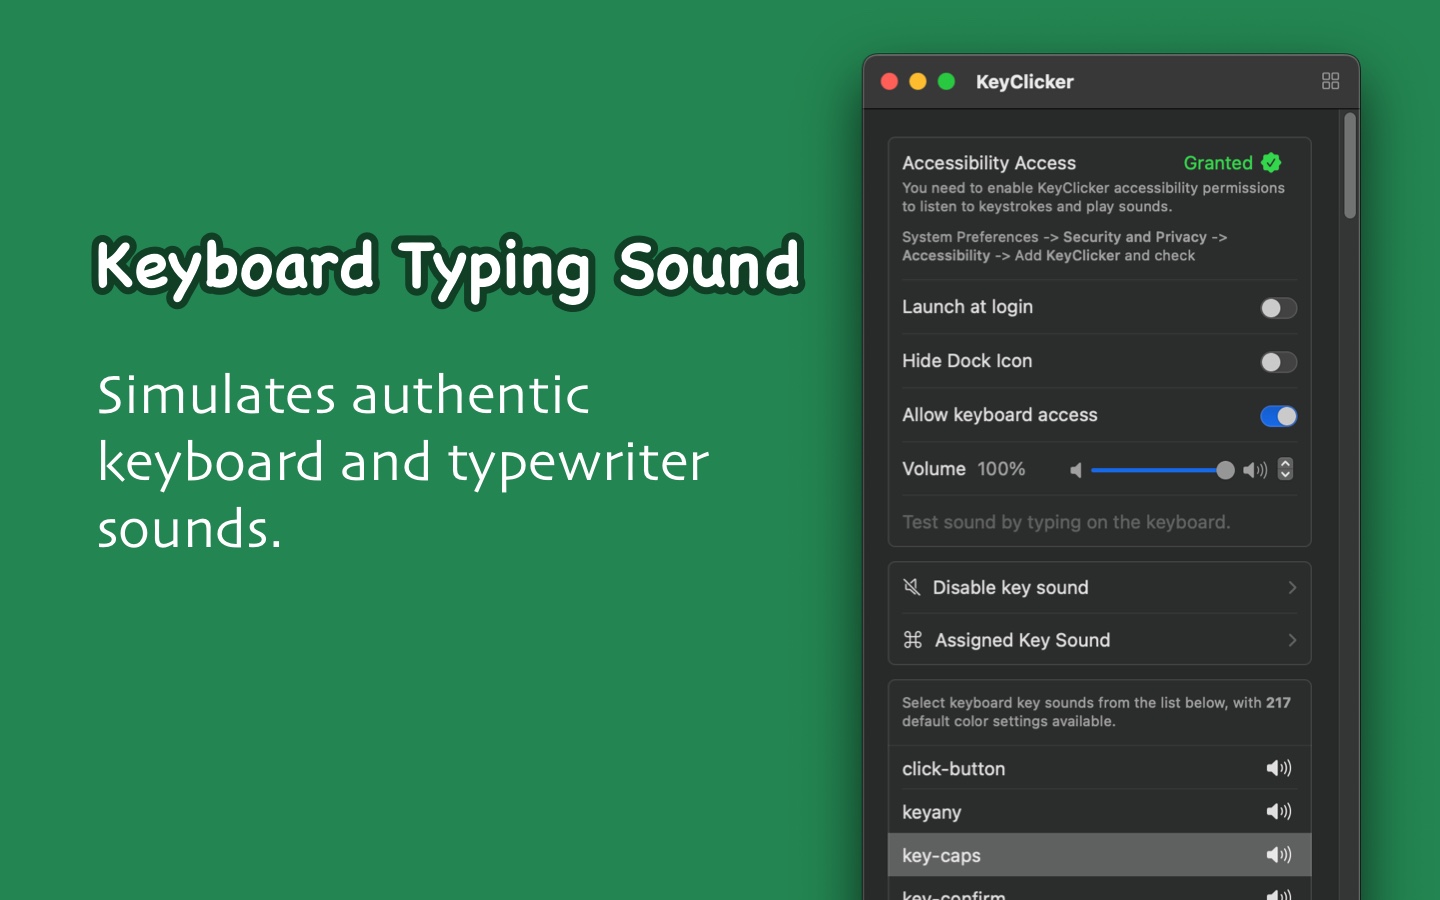 Keyboard Typing Sound
Simulates authentic
keyboard and typewriter
sounds.
KeyClicker
Accessibility Access Granted
You need to enable KeyClicker accessibility permissions
to listen to keystrokes and play sounds.
System Preferences -> Security and Privacy ->
Accessibility -> Add KeyClicker and check
Launch at login
Hide Dock Icon
Allow keyboard access
Volume 100%
Test sound by typing on the keyboard.
Disable key sound
Assigned Key Sound
Select keyboard key sounds from the list below, with 217
default color settings available.
click-button
keyany
key-caps
key-confirm